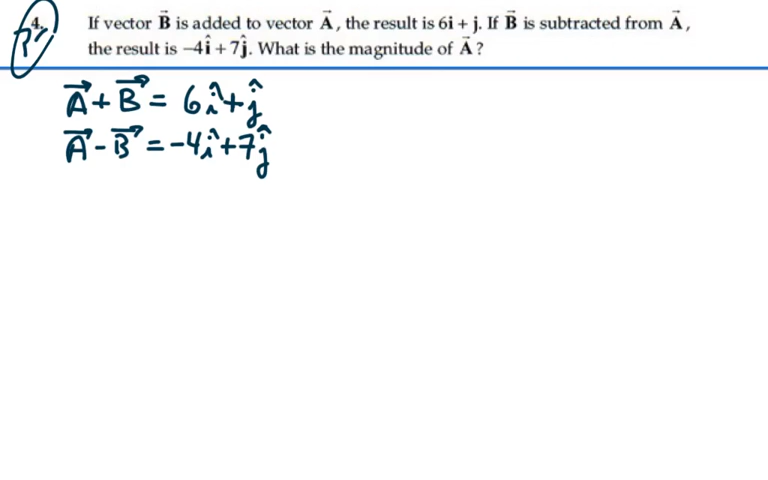 4. If vector B⃗ is added to vector A⃗, the result is 6i + j. If B⃗ is subtracted from A⃗,
the result is –4î + 7ĵ. What is the magnitude of A⃗?
A⃗ + B⃗ = 6î + ĵ
A⃗ - B⃗ = -4î + 7ĵ